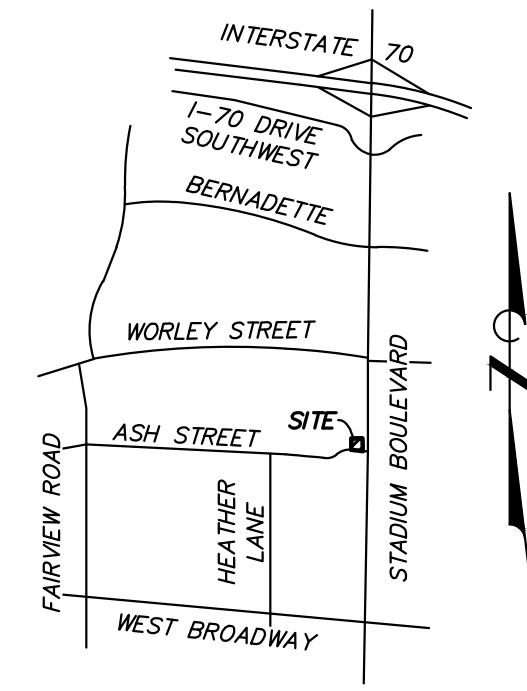 INTERSTATE 70
I-70 DRIVE
SOUTHWEST
BERNADETTE
WORLEY STREET
STADIUM BOULEVARD
SITE
ASH STREET
FAIRVIEW ROAD
HEATHER
LANE
WEST BROADWAY